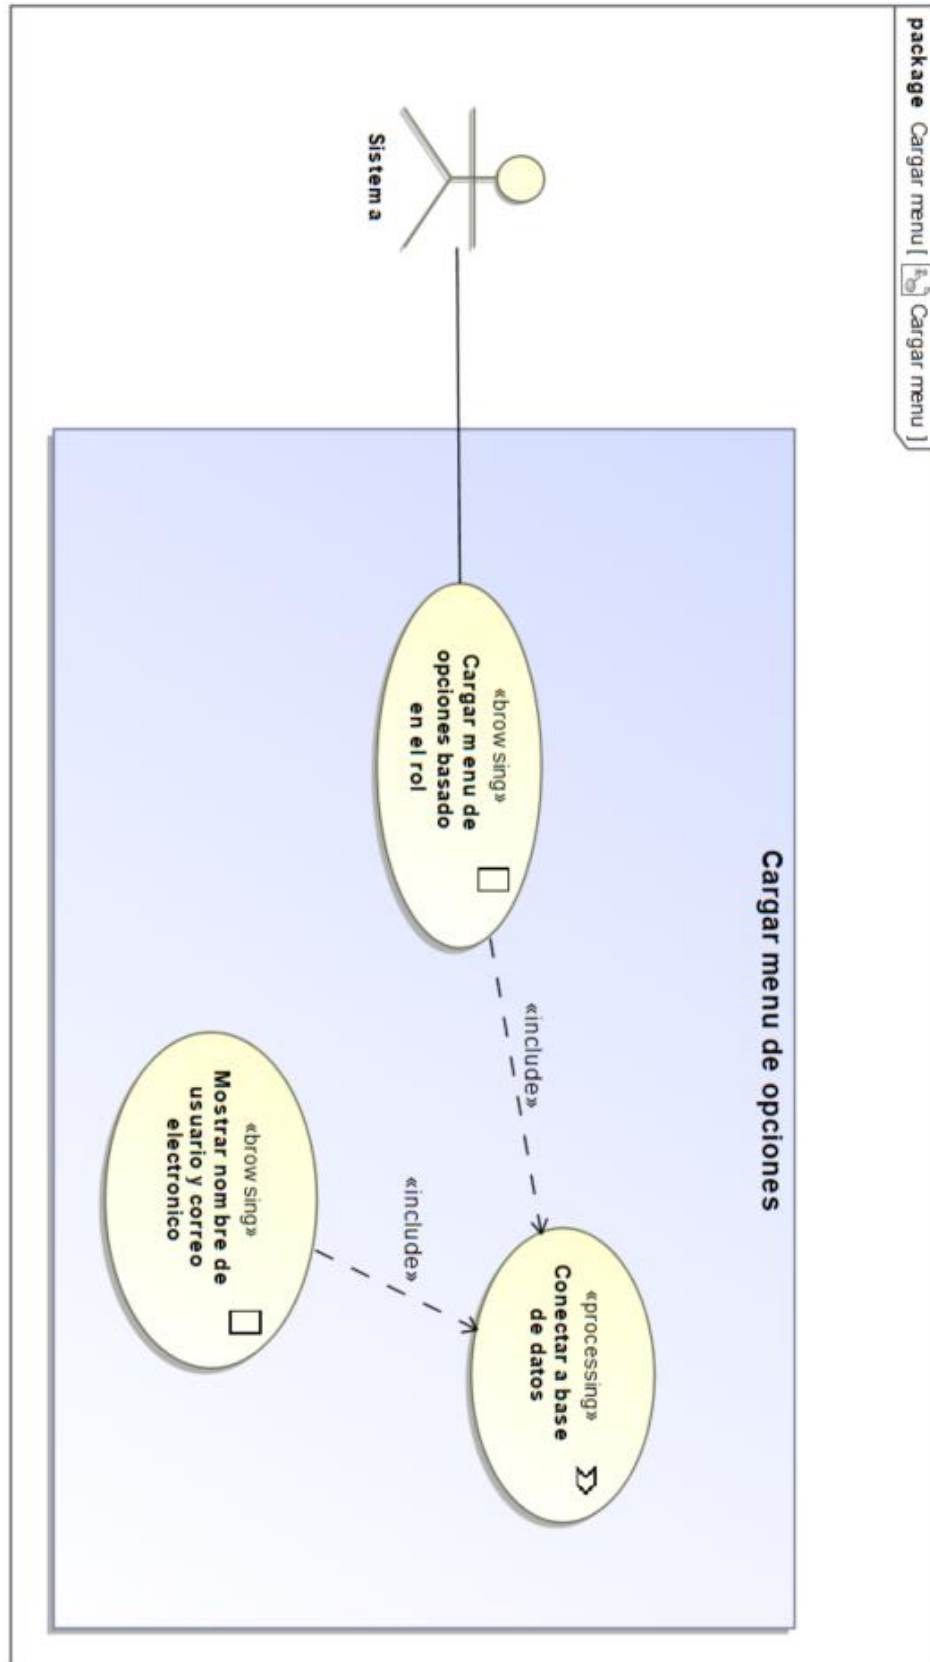 package Cargar menu [ Cargar menu ]
Cargar menu de opciones
Sistema
«browsing»
Cargar menu de
opciones basado
en el rol
«include»
«processing»
Conectar a base
de datos
«include»
«browsing»
Mostrar nombre de
usuario y correo
electronico